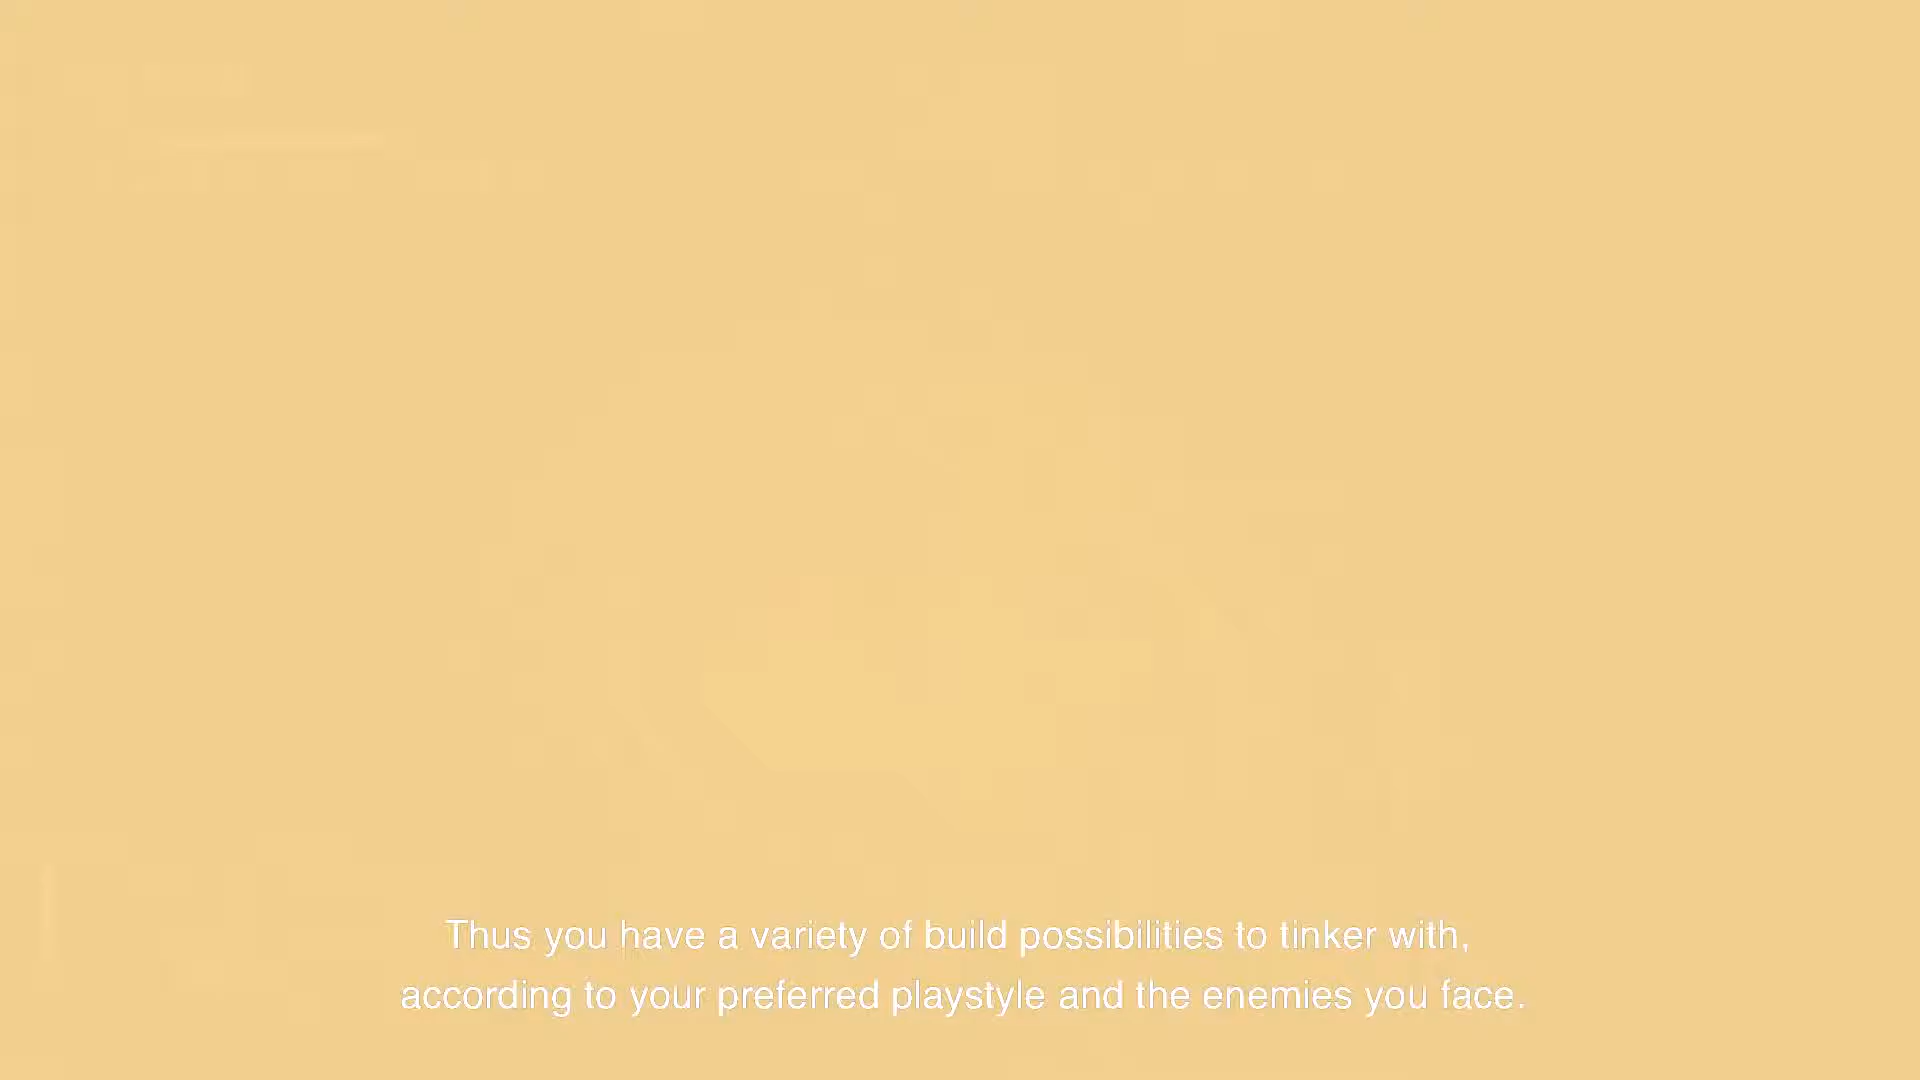 Thus you have a variety of build possibilities to tinker with,
according to your preferred playstyle and the enemies you face.